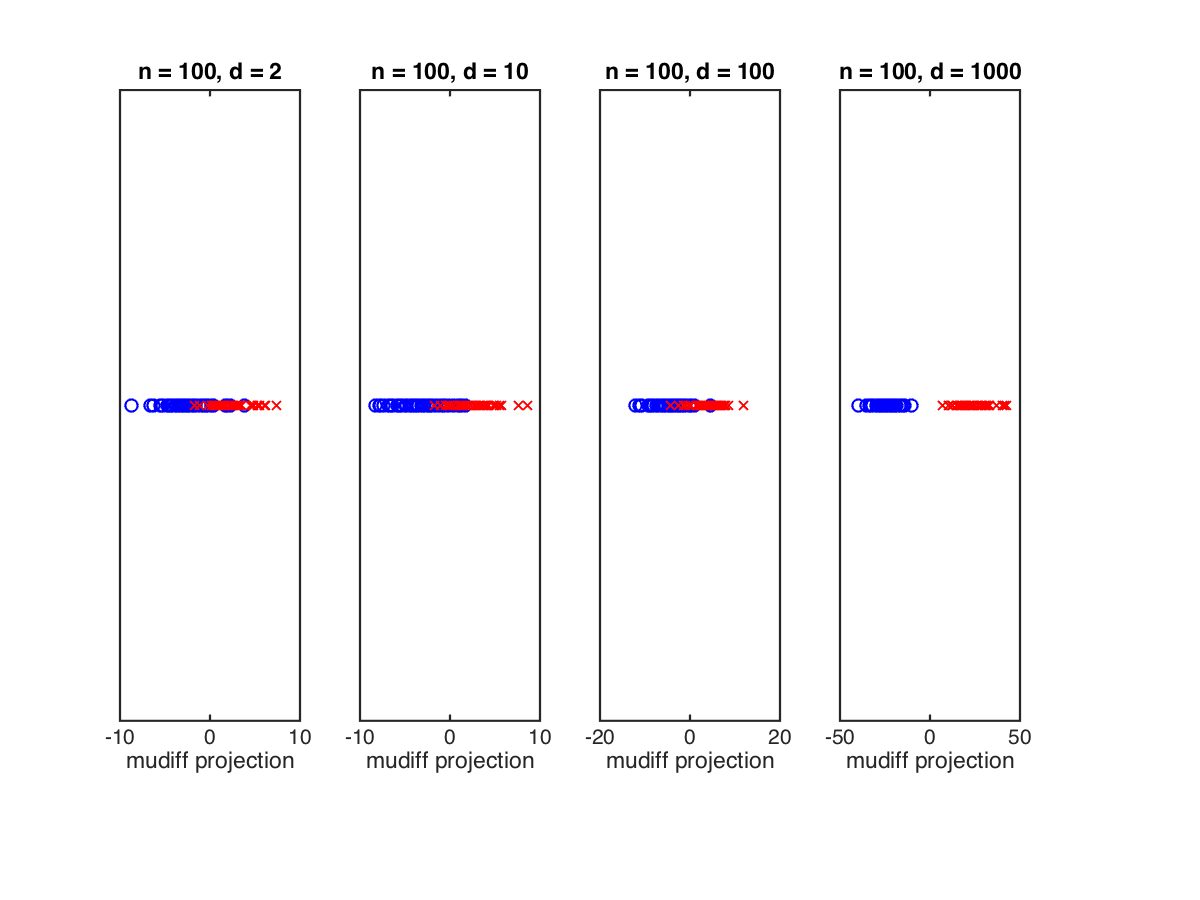 n = 100, d = 2
n = 100, d = 10
n = 100, d = 100
n = 100, d = 1000
-10 0 10
-10 0 10
-20 0 20
-50 0 50
mudiff projection
mudiff projection
mudiff projection
mudiff projection